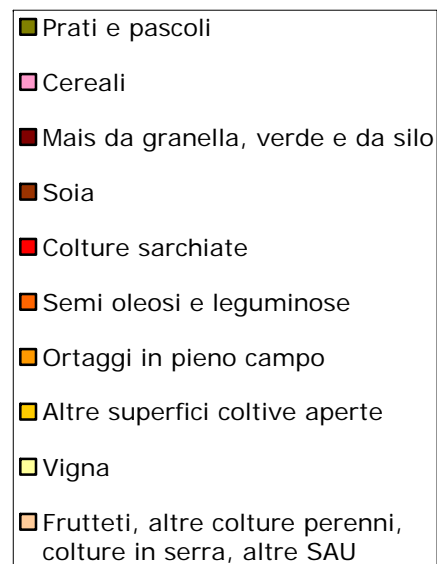 Prati e pascoli
Cereali
Mais da granella, verde e da silo
Soia
Colture sarchiate
Semi oleosi e leguminose
Ortaggi in pieno campo
Altre superfici coltive aperte
Vigna
Frutteti, altre colture perenni,
colture in serra, altre SAU